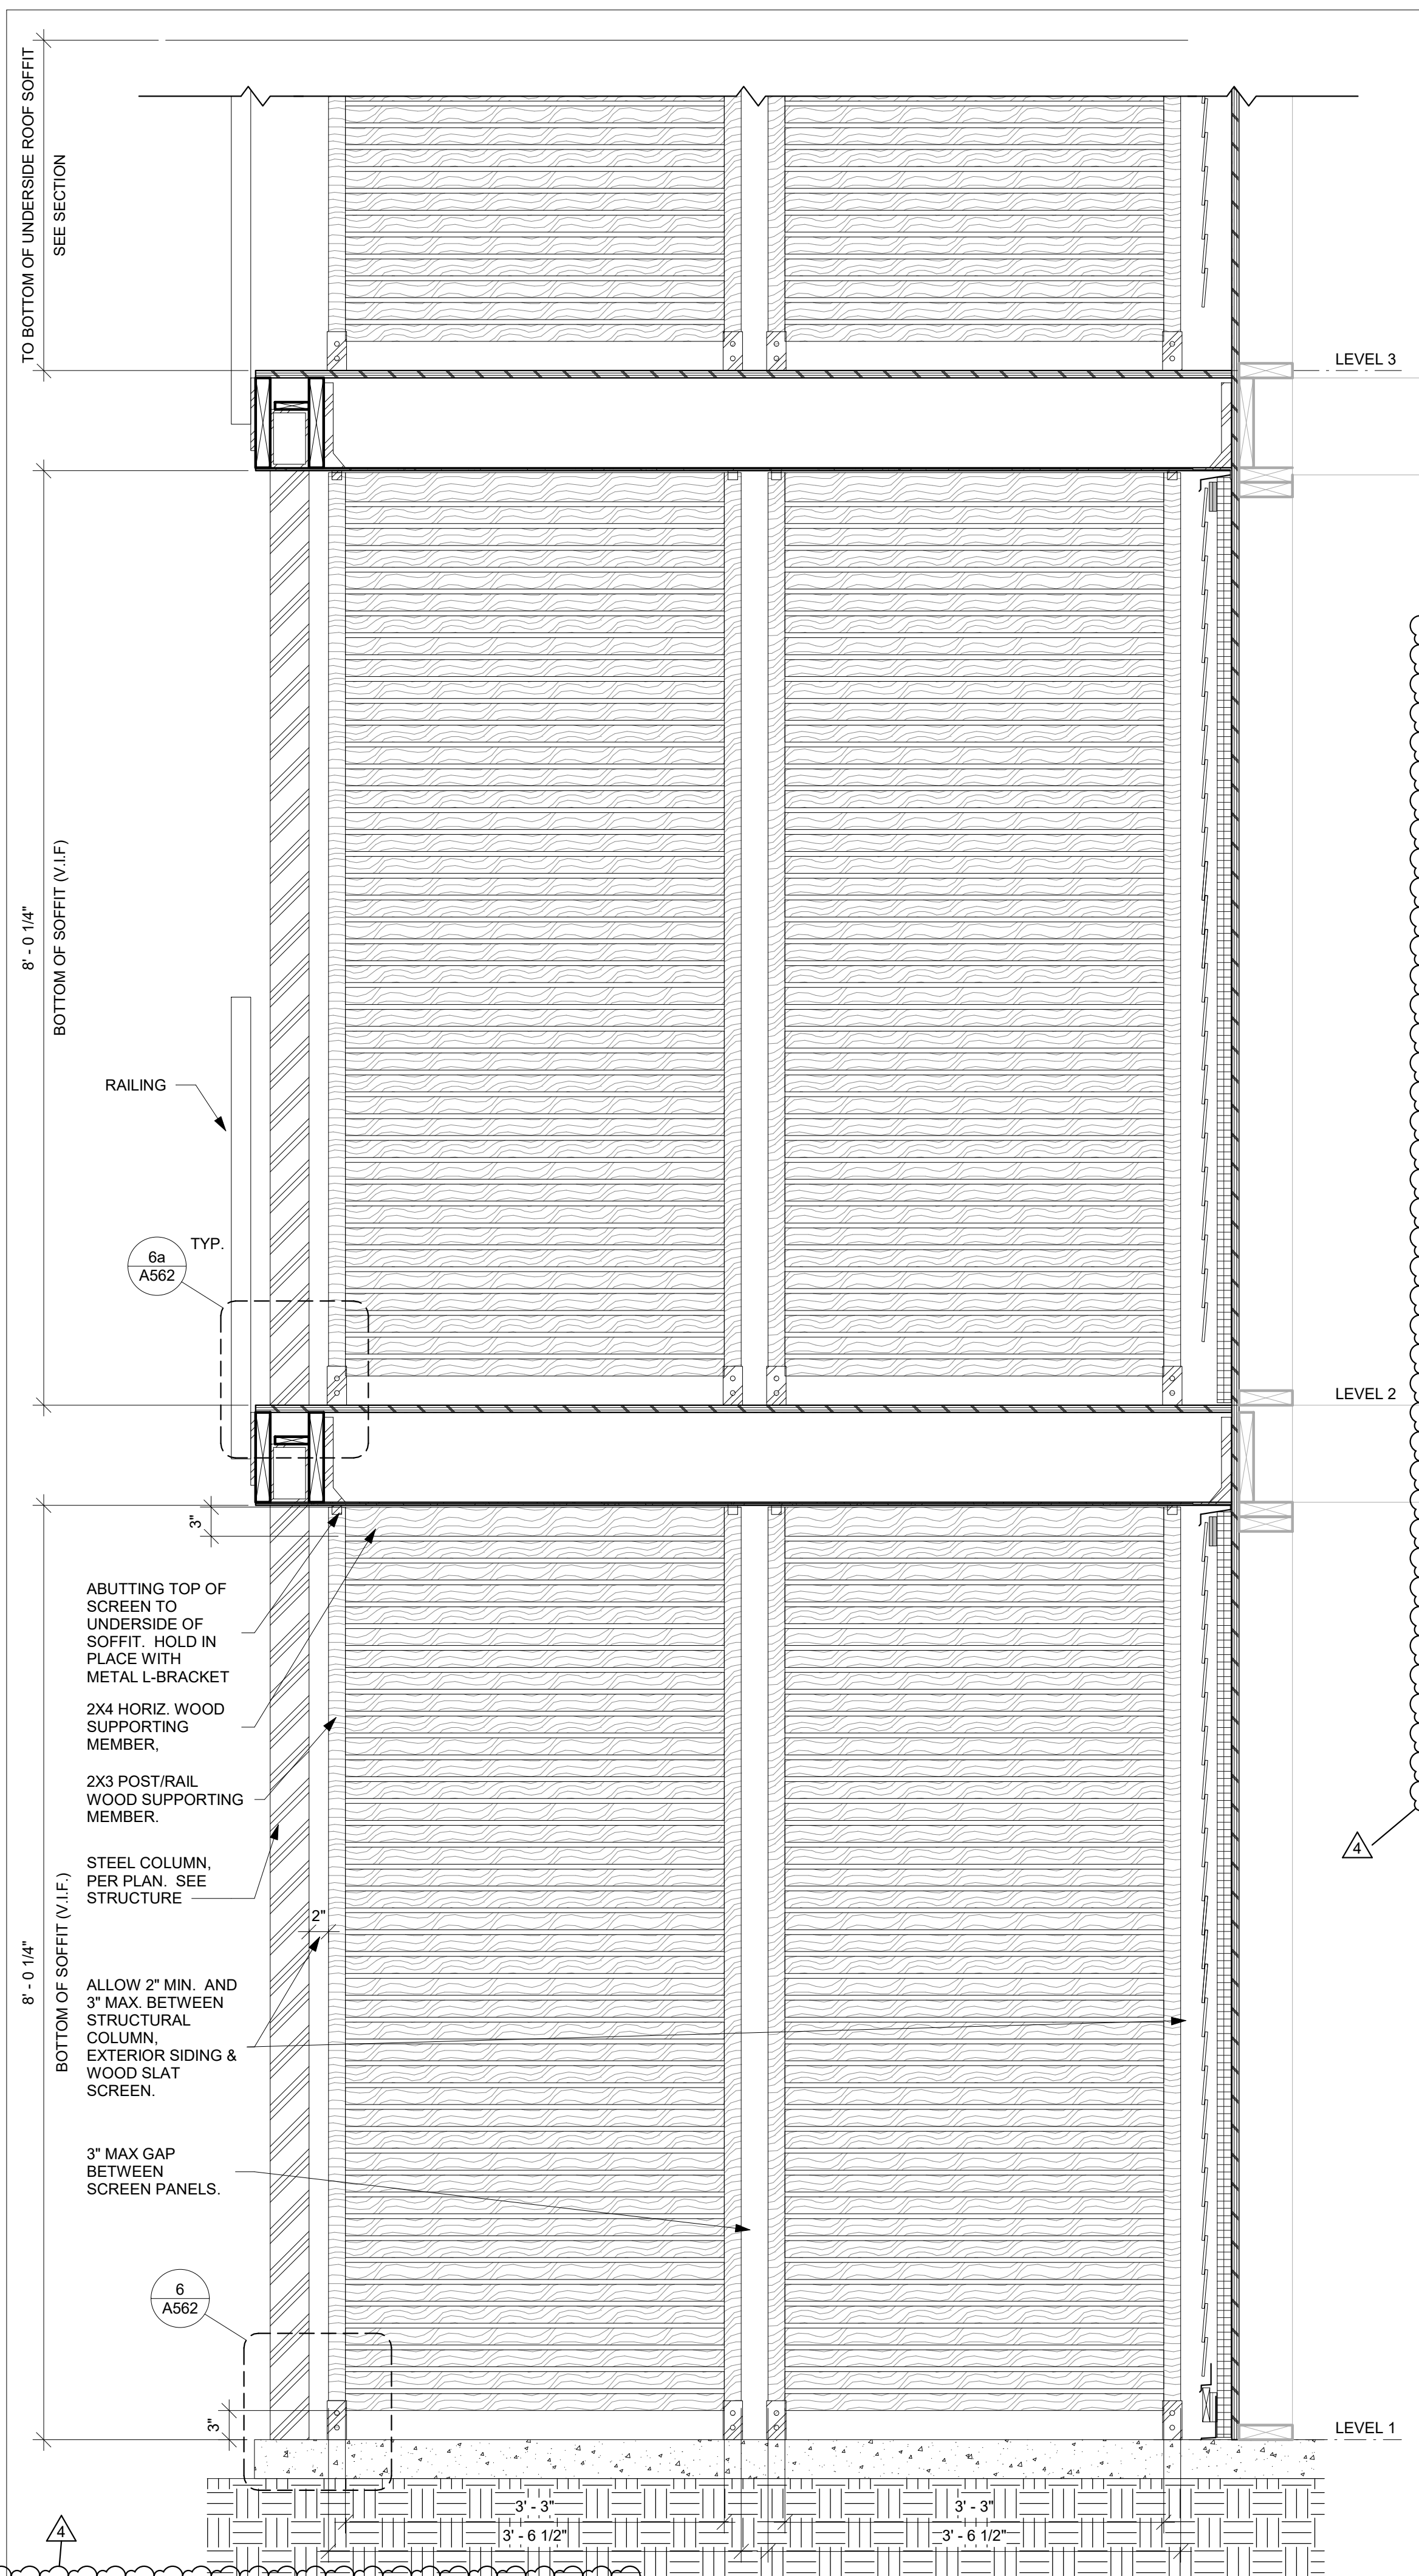 TO BOTTOM OF UNDERSIDE ROOF SOFFIT
SEE SECTION
LEVEL 3
8' - 0 1/4"
BOTTOM OF SOFFIT (V.I.F)
RAILING
TYP.
6a
A562
LEVEL 2
3"
ABUTTING TOP OF
SCREEN TO
UNDERSIDE OF
SOFFIT. HOLD IN
PLACE WITH
METAL L-BRACKET
2X4 HORIZ. WOOD
SUPPORTING
MEMBER,
2X3 POST/RAIL
WOOD SUPPORTING
MEMBER.
4
STEEL COLUMN,
PER PLAN. SEE
STRUCTURE
8' - 0 1/4"
BOTTOM OF SOFFIT (V.I.F.)
2"
ALLOW 2" MIN. AND
3" MAX. BETWEEN
STRUCTURAL
COLUMN,
EXTERIOR SIDING &
WOOD SLAT
SCREEN.
3" MAX GAP
BETWEEN
SCREEN PANELS.
6
A562
3"
LEVEL 1
3' - 3"
3' - 3"
3' - 6 1/2"
3' - 6 1/2"
4